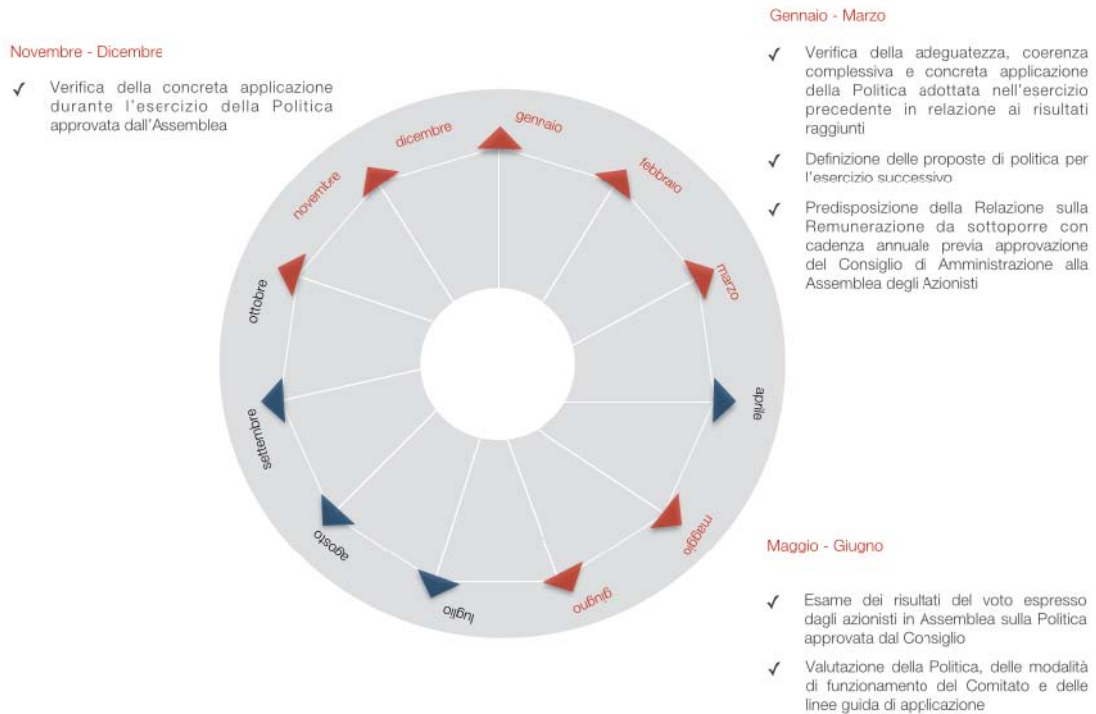 Novembre - Dicembre
✓ Verifica della concreta applicazione
durante l'esercizio della Politica
approvata dall'Assemblea
Gennaio - Marzo
✓ Verifica della adeguatezza, coerenza
complessiva e concreta applicazione
della Politica adottata nell'esercizio
precedente in relazione ai risultati
raggiunti
✓ Definizione delle proposte di politica per
l'esercizio successivo
✓ Predisposizione della Relazione sulla
Remunerazione da sottoporre con
cadenza annuale previa approvazione
del Consiglio di Amministrazione alla
Assemblea degli Azionisti
gennaio
febbraio
marzo
aprile
maggio
giugno
luglio
agosto
settembre
ottobre
novembre
dicembre
Maggio - Giugno
✓ Esame dei risultati del voto espresso
dagli azionisti in Assemblea sulla Politica
approvata dal Consiglio
✓ Valutazione della Politica, delle modalità
di funzionamento del Comitato e delle
linee guida di applicazione